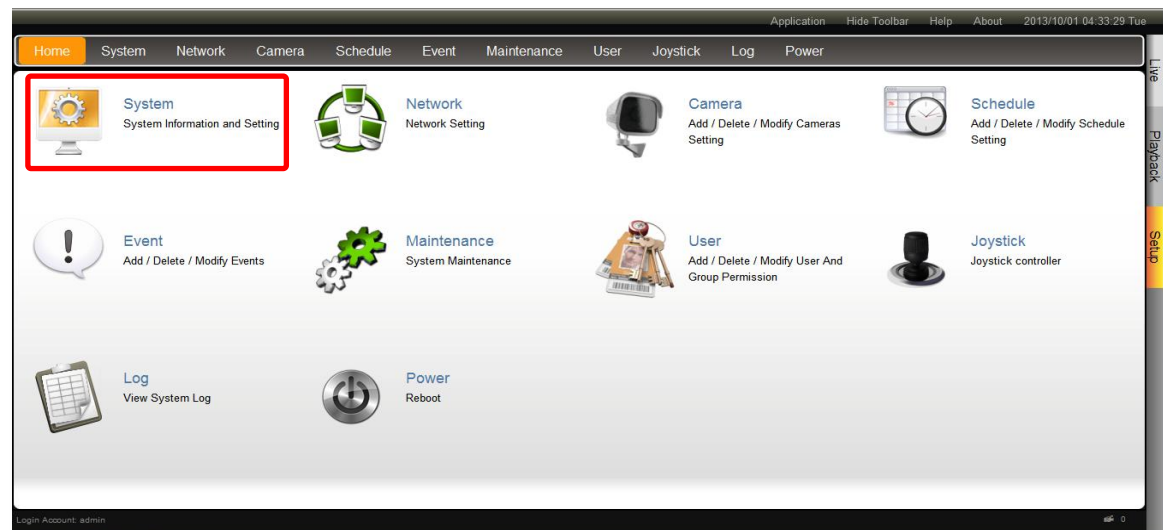 Application Hide Toolbar Help About 2013/10/01 04:33:29 Tue
Home System Network Camera Schedule Event Maintenance User Joystick Log Power
Live
Playback
Setup
System
System Information and Setting
Network
Network Setting
Camera
Add / Delete / Modify Cameras
Setting
Schedule
Add / Delete / Modify Schedule
Setting
Event
Add / Delete / Modify Events
Maintenance
System Maintenance
User
Add / Delete / Modify User And
Group Permission
Joystick
Joystick controller
Log
View System Log
Power
Reboot
Login Account: admin
0